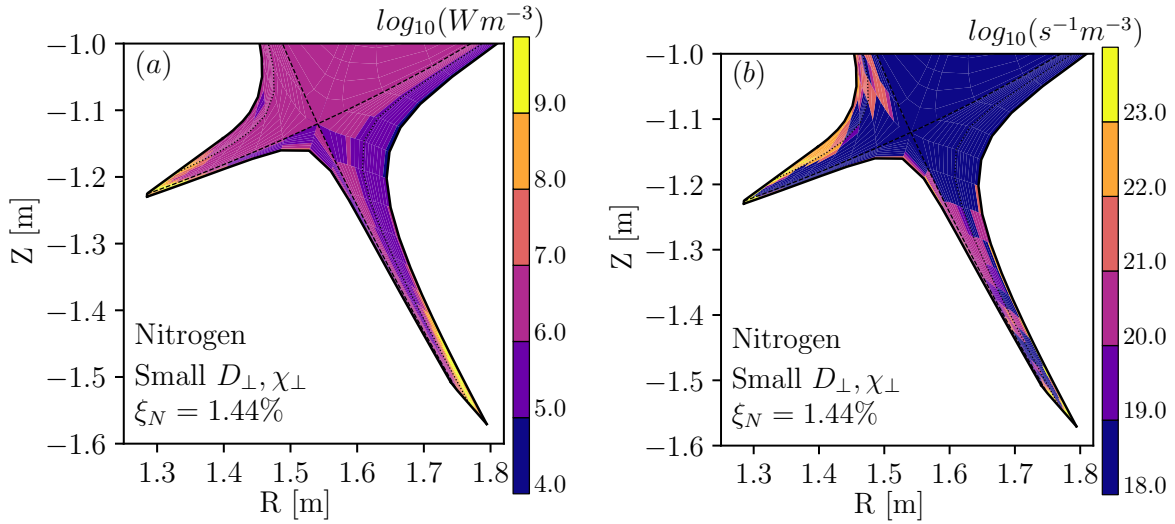 log₁₀(Wm⁻³)
(a)
−1.0
−1.1
−1.2
−1.3
−1.4
−1.5
−1.6
Z [m]
1.3 1.4 1.5 1.6 1.7 1.8
R [m]
Nitrogen
Small D⊥, χ⊥
ξ_N = 1.44%
9.0
8.0
7.0
6.0
5.0
4.0
log₁₀(s⁻¹m⁻³)
(b)
−1.0
−1.1
−1.2
−1.3
−1.4
−1.5
−1.6
Z [m]
1.3 1.4 1.5 1.6 1.7 1.8
R [m]
Nitrogen
Small D⊥, χ⊥
ξ_N = 1.44%
23.0
22.0
21.0
20.0
19.0
18.0